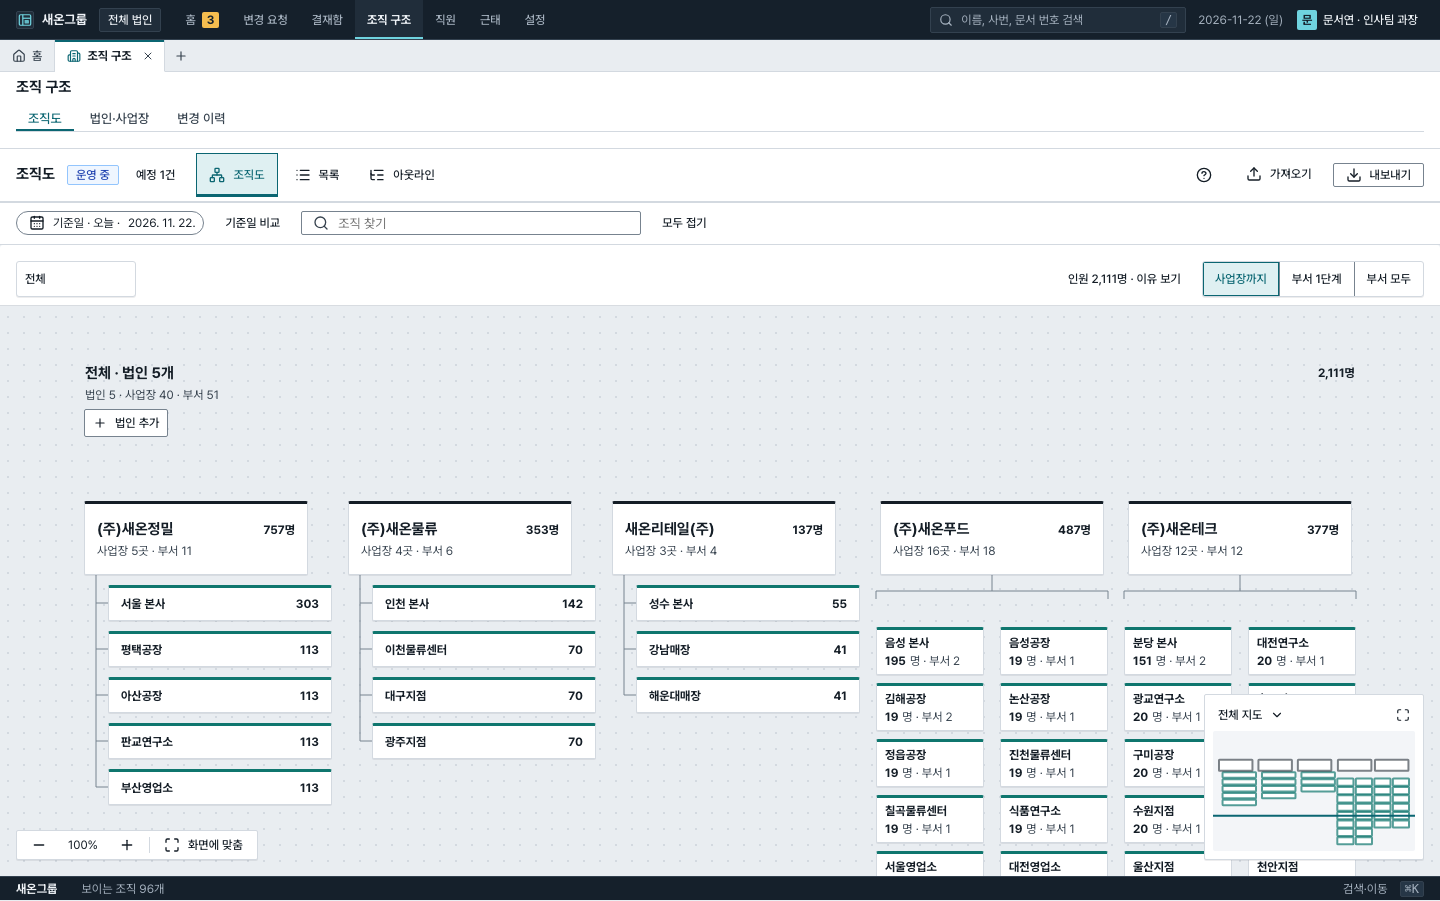 새온그룹 전체 법인 홈 3 변경 요청 결재함 조직 구조 직원 근태 설정 이름, 사번, 문서 번호 검색 / 2026-11-22 (일) 문 문서연 · 인사팀 과장
홈 조직 구조
조직 구조
조직도 법인·사업장 변경 이력
조직도 운영 중 예정 1건 조직도 목록 아웃라인 가져오기 내보내기
기준일 · 오늘 · 2026. 11. 22. 기준일 비교 조직 찾기 모두 접기
전체 인원 2,111명 · 이유 보기 사업장까지 부서 1단계 부서 모두
전체 · 법인 5개 2,111명
법인 5 · 사업장 40 · 부서 51
법인 추가
(주)새온정밀 757명 (주)새온물류 353명 새온리테일(주) 137명 (주)새온푸드 487명 (주)새온테크 377명
사업장 5곳 · 부서 11 사업장 4곳 · 부서 6 사업장 3곳 · 부서 4 사업장 16곳 · 부서 18 사업장 12곳 · 부서 12
서울 본사 303 인천 본사 142 성수 본사 55
평택공장 113 이천물류센터 70 강남매장 41
음성 본사 음성공장 분당 본사 대전연구소
195 명 · 부서 2 19 명 · 부서 1 151 명 · 부서 2 20 명 · 부서 1
아산공장 113 대구지점 70 해운대매장 41
김해공장 논산공장 광교연구소
19 명 · 부서 2 19 명 · 부서 1 20 명 · 부서 1
전체 지도
판교연구소 113 광주지점 70
정읍공장 진천물류센터 구미공장
19 명 · 부서 1 19 명 · 부서 1 20 명 · 부서 1
부산영업소 113
칠곡물류센터 식품연구소 수원지점
19 명 · 부서 1 19 명 · 부서 1 20 명 · 부서 1
100% 화면에 맞춤
서울영업소 대전영업소 울산지점 천안지점
새온그룹 보이는 조직 96개 검색·이동 ⌘K